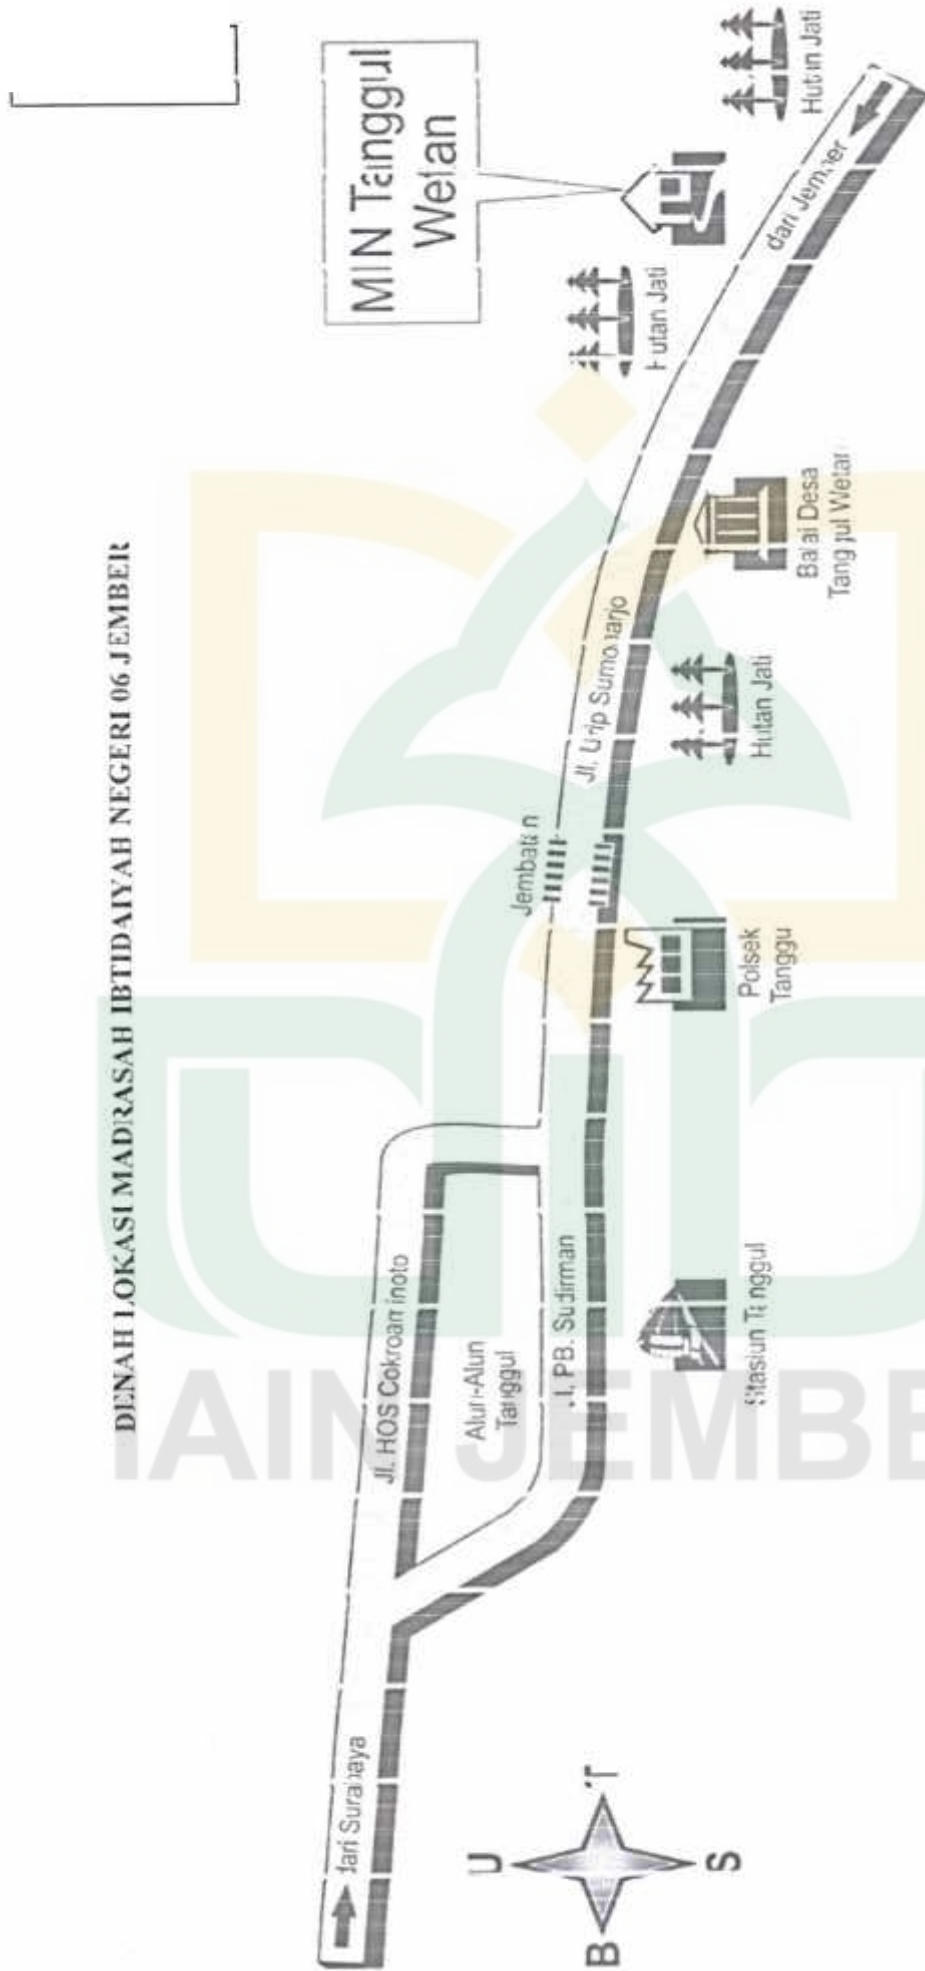 DENAH LOKASI MADRASAH IBTIDAIYAH NEGERI 06 JEMBER
MIN Tanggul
Wetan
Hutan Jati
Hutan Jati
dari Jember
Balai Desa
Tanggul Wetan
Jl. Urip Sumoharjo
Hutan Jati
Jembatan
Polsek
Tanggu
Jl. HOS Cokroaminoto
Alun-Alun
Tanggul
Jl. PB. Sudirman
Stasiun Tanggul
dari Surabaya
U
T
S
B
IAIN JEMBE